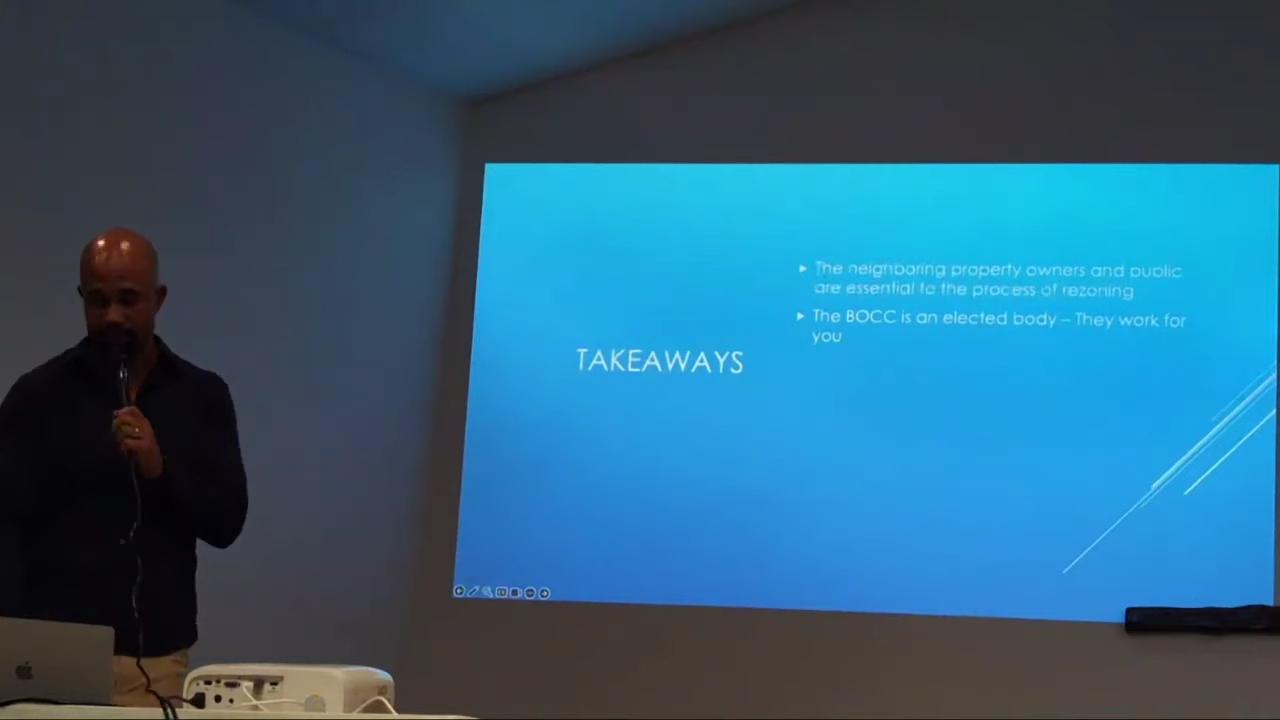 TAKEAWAYS
The neighboring property owners and public
are essential to the process of rezoning
The BOCC is an elected body – They work for
you